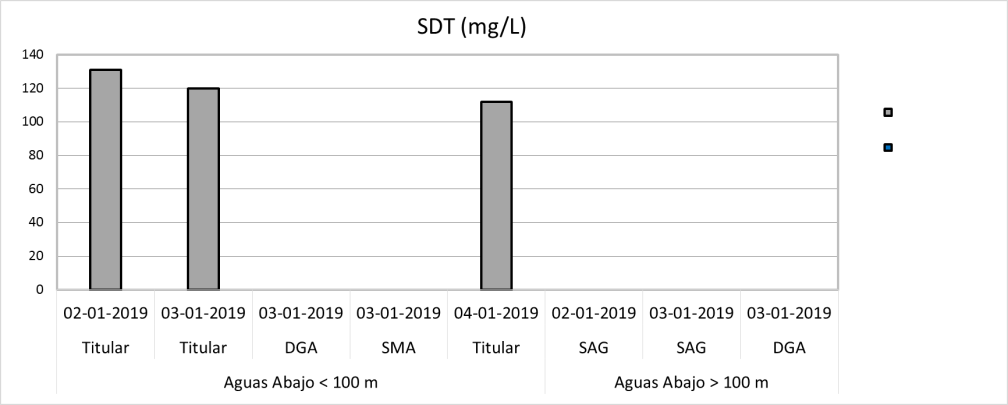 SDT (mg/L)
140
120
100
80
60
40
20
0
02-01-2019 03-01-2019 03-01-2019 03-01-2019 04-01-2019 02-01-2019 03-01-2019 03-01-2019
Titular Titular DGA SMA Titular SAG SAG DGA
Aguas Abajo < 100 m Aguas Abajo > 100 m